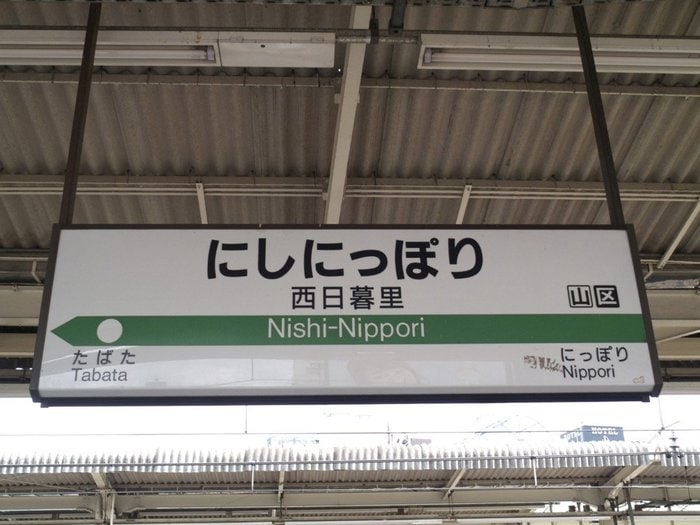 にしにっぽり
西日暮里
山区
Nishi-Nippori
たばた
Tabata
にっぽり
Nippori
HOTEL